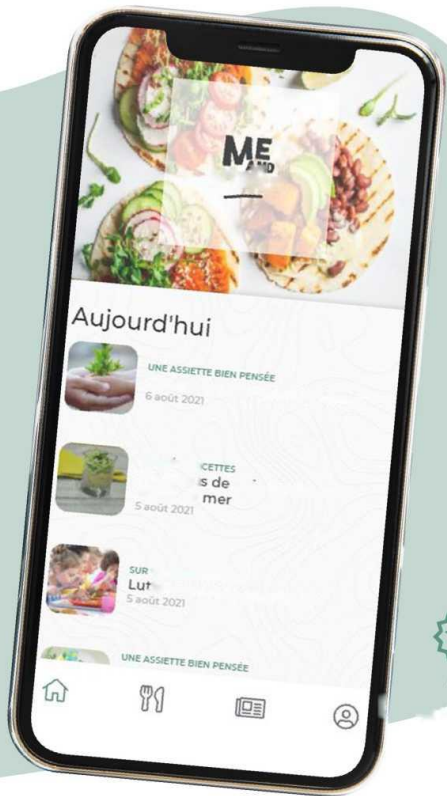 ME
AND
Aujourd'hui
UNE ASSIETTE BIEN PENSÉE
6 août 2021
s de
mer
5 août 2021
SUR
5 août 2021
UNE ASSIETTE BIEN PENSÉE